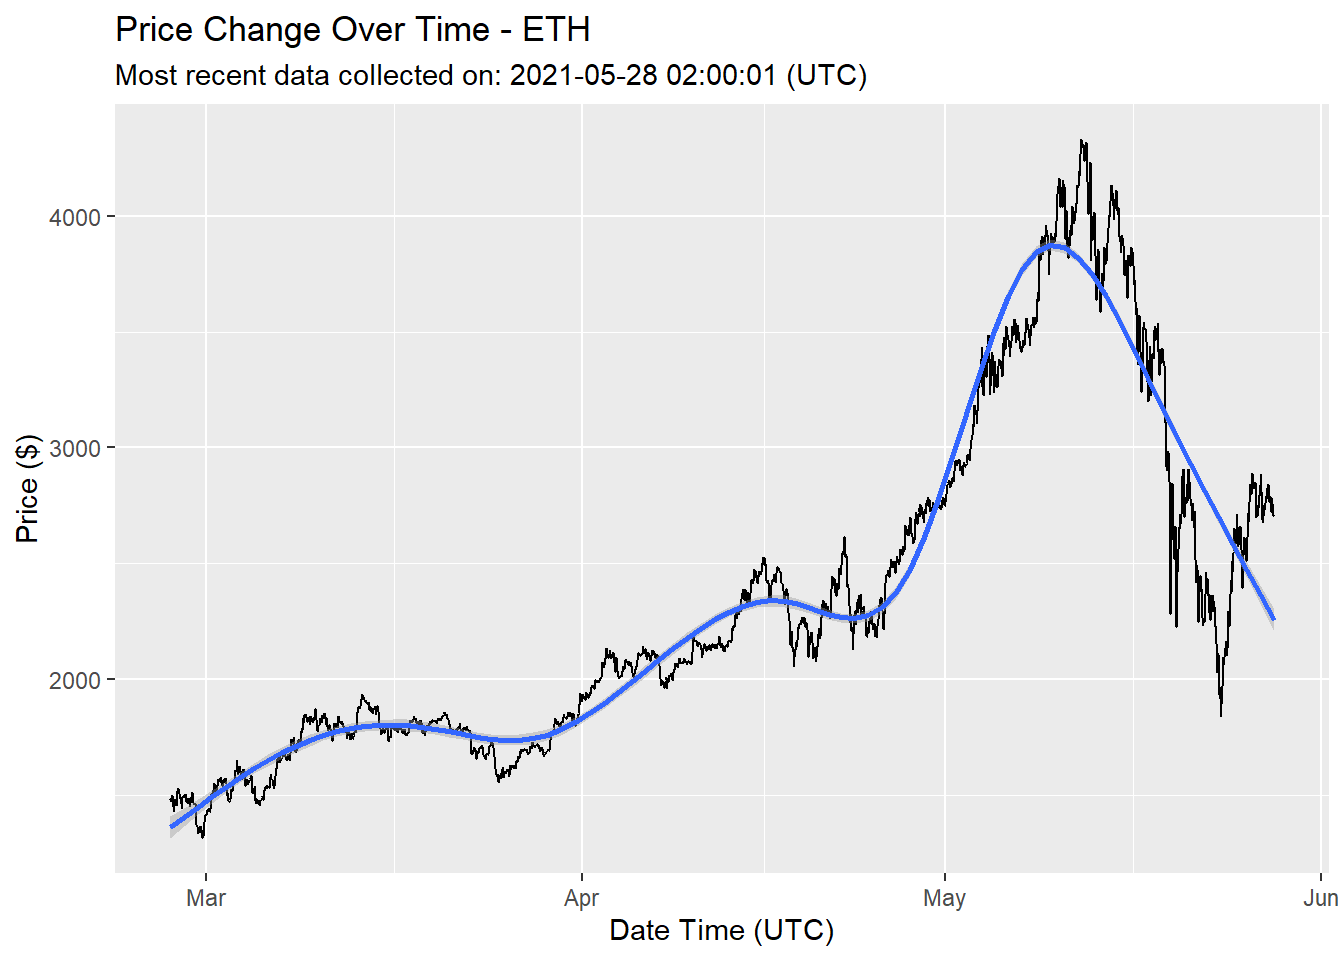 Price Change Over Time - ETH
Most recent data collected on: 2021-05-28 02:00:01 (UTC)
Price ($)
4000
3000
2000
Mar
Apr
May
Jun
Date Time (UTC)